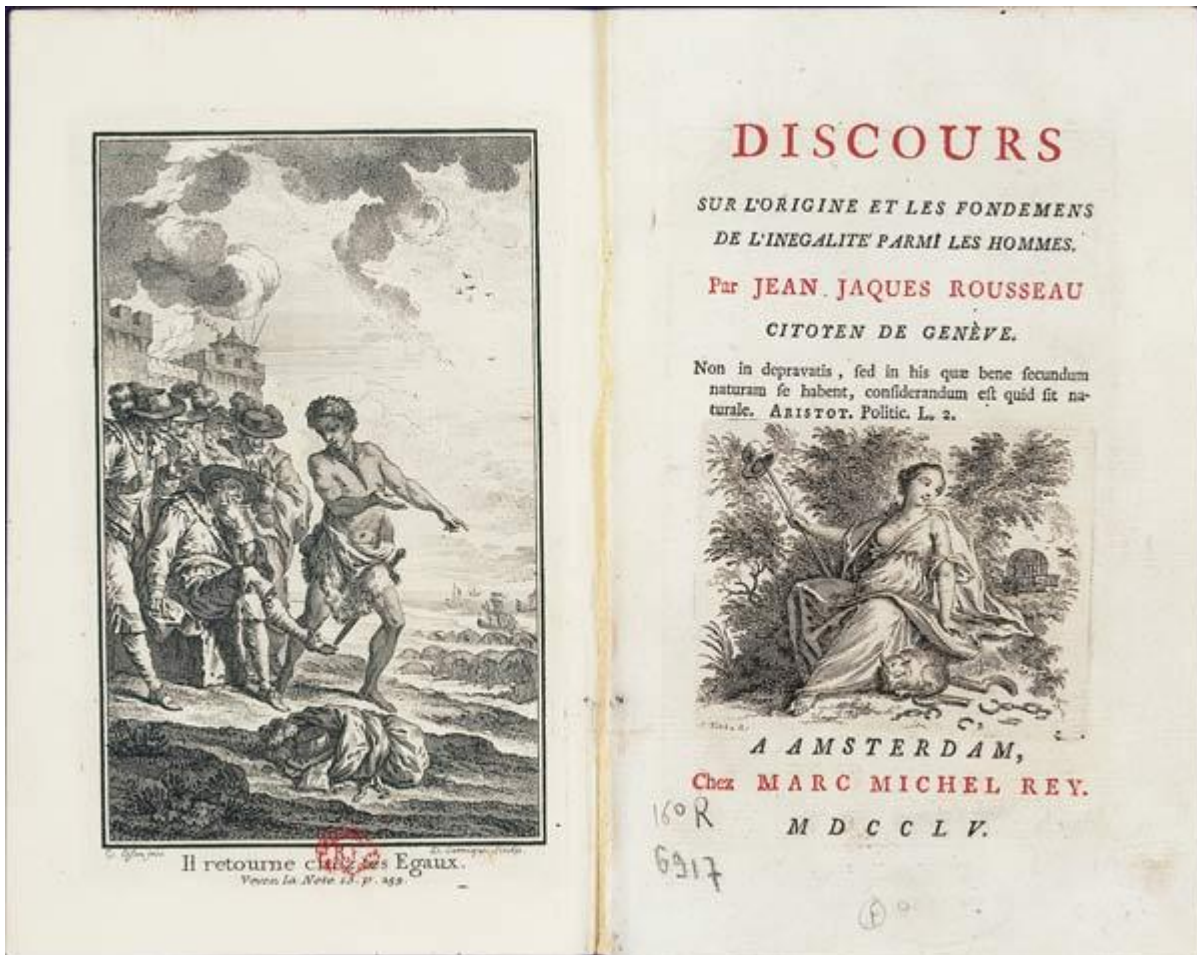 Il retourne chez ses Egaux.
Voyez la Note 13. p. 259.
DISCOURS
SUR L'ORIGINE ET LES FONDEMENS
DE L'INEGALITE PARMI LES HOMMES.
Par JEAN JAQUES ROUSSEAU
CITOYEN DE GENÈVE.
Non in depravatis, ſed in his quæ bene ſecundum
naturam ſe habent, conſiderandum eſt quid ſit na-
turale. ARISTOT. Politic. L. 2.
A AMSTERDAM,
Chez MARC MICHEL REY.
MDCCLV.
160 R
6917